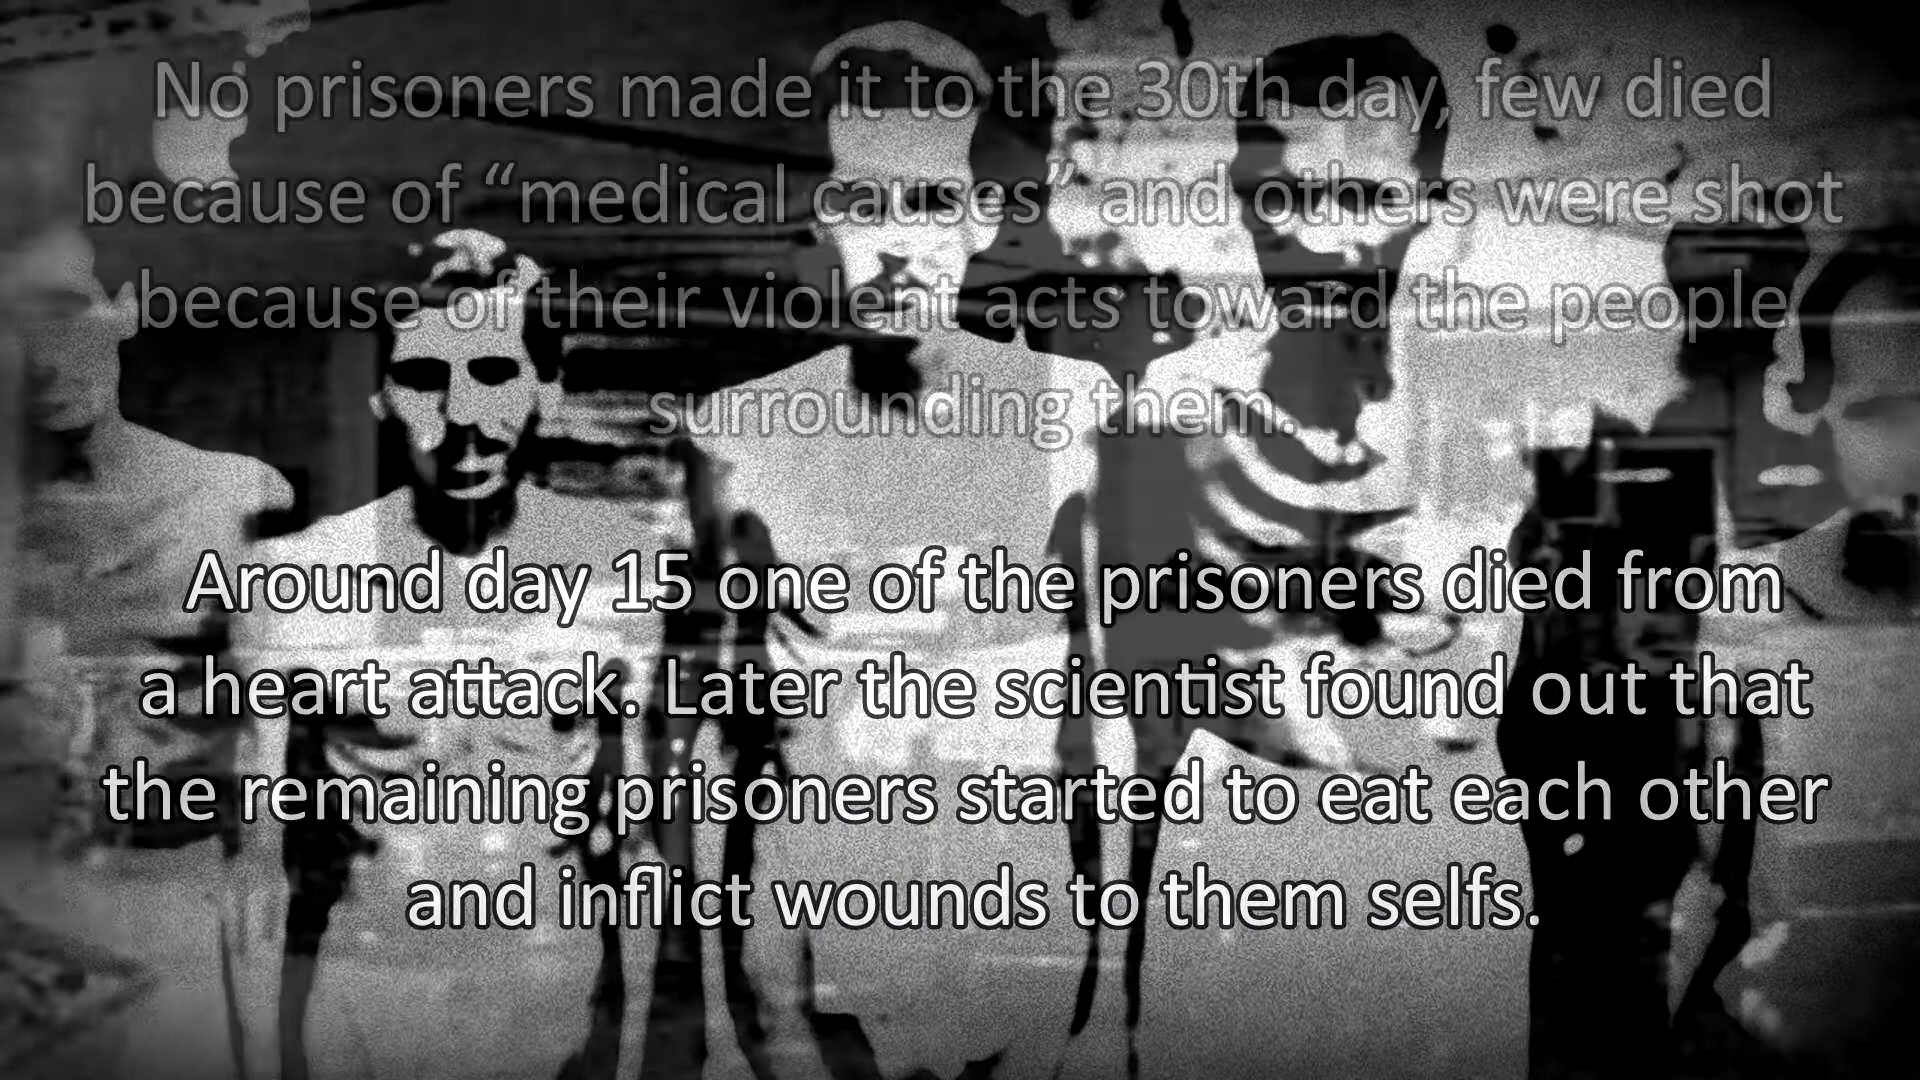 No prisoners made it to the 30th day, few died
because of “medical causes” and others were shot
because of their violent acts toward the people
surrounding them.
Around day 15 one of the prisoners died from
a heart attack. Later the scientist found out that
the remaining prisoners started to eat each other
and inflict wounds to them selfs.